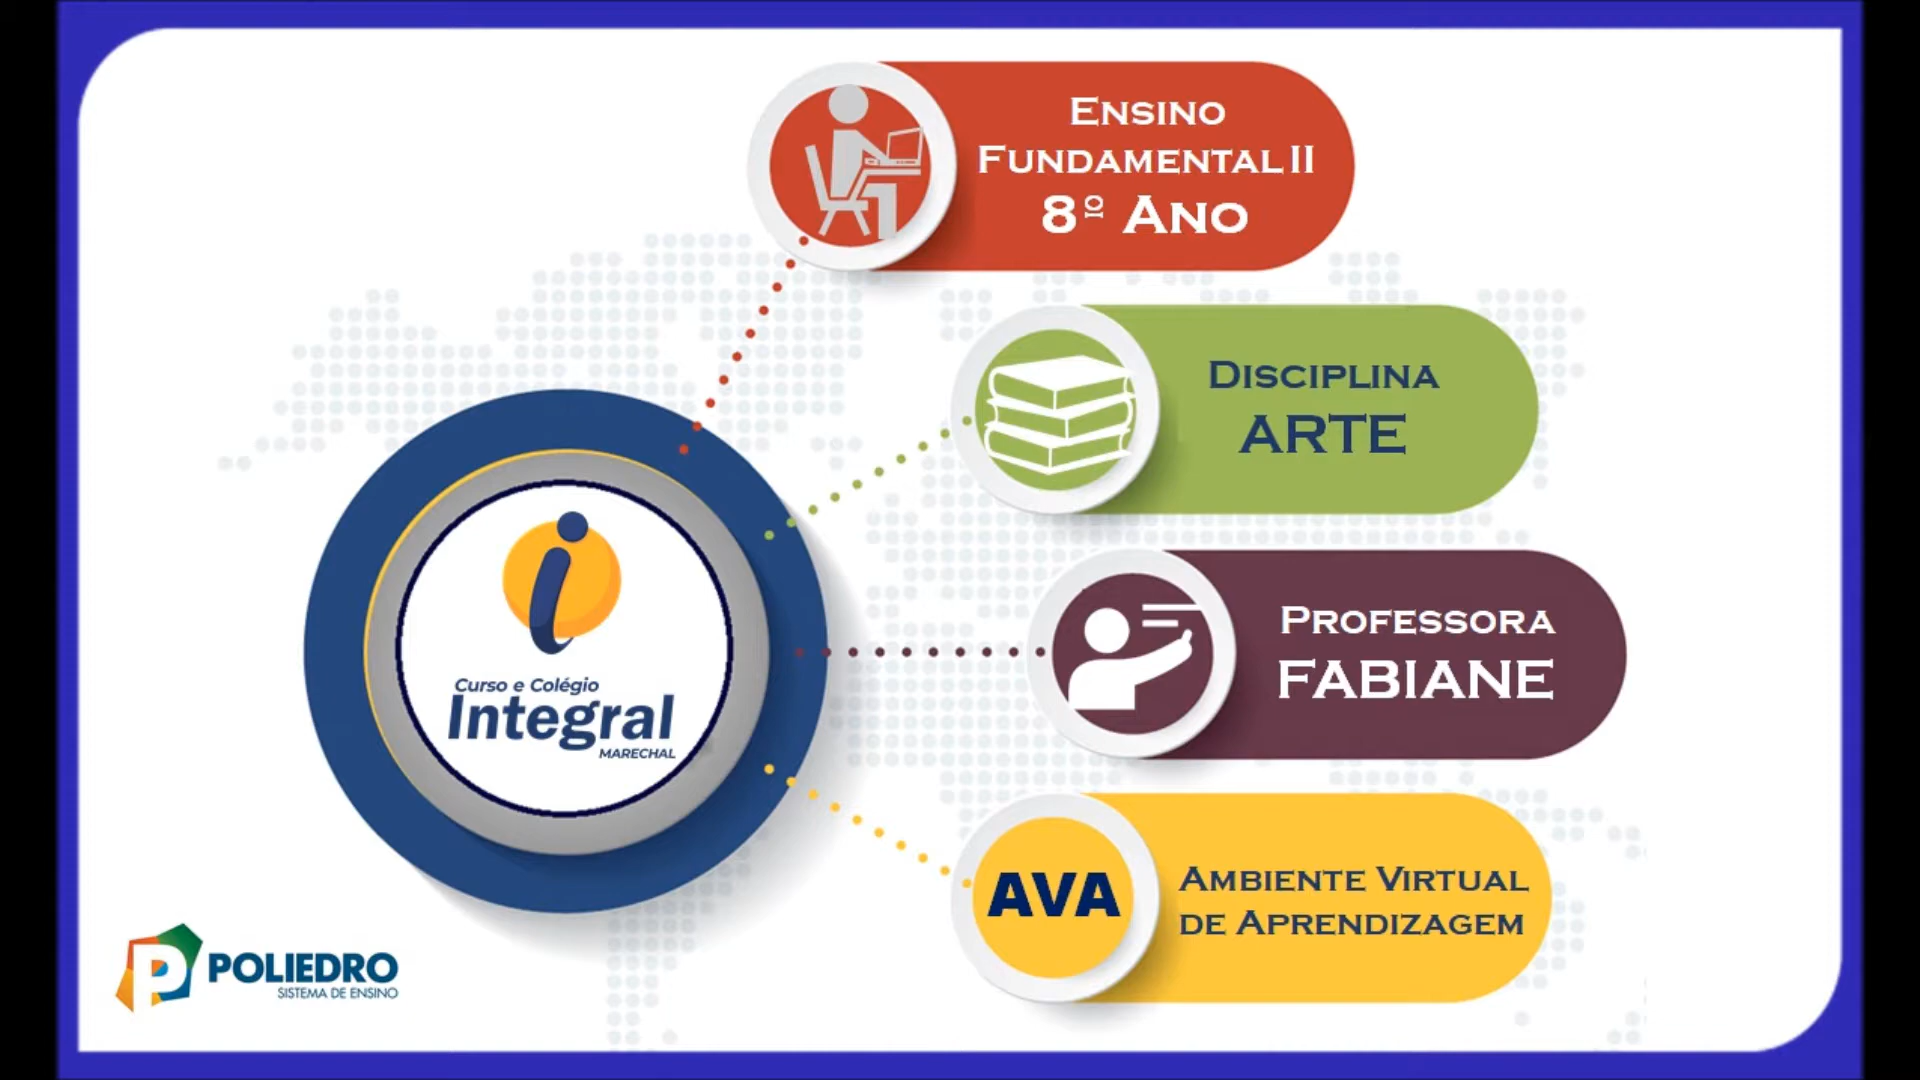 Ensino
Fundamental II
8º Ano
Disciplina
ARTE
Professora
FABIANE
AVA
Ambiente Virtual
de Aprendizagem
Curso e Colégio
Integral
MARECHAL
POLIEDRO
SISTEMA DE ENSINO